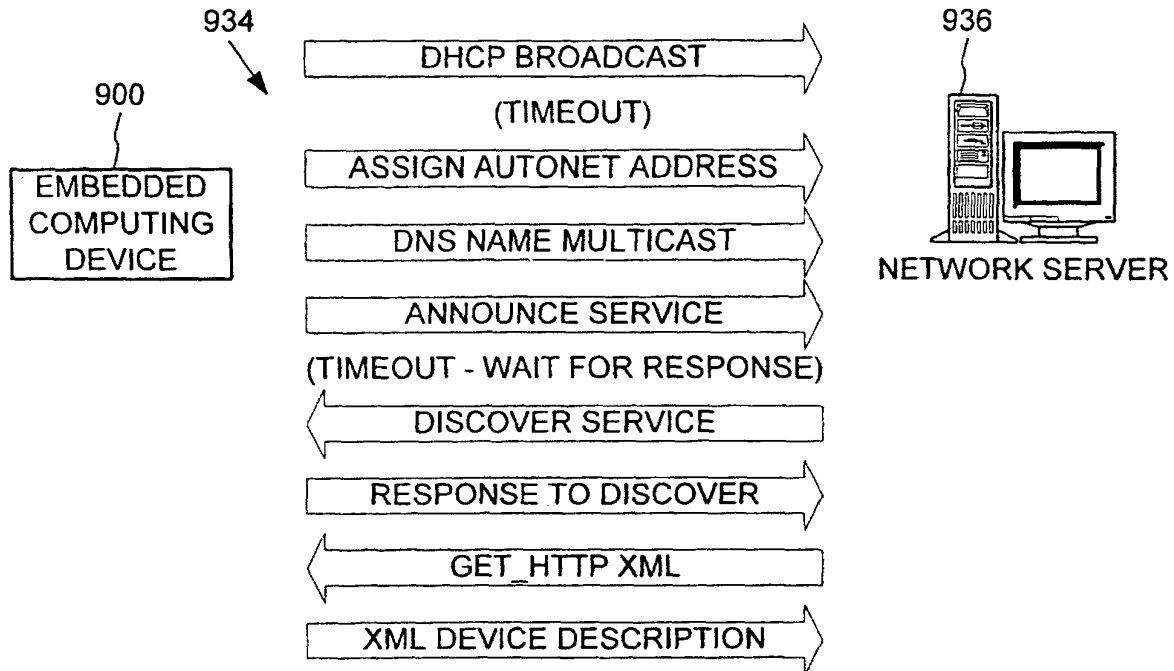 934
936
DHCP BROADCAST
900
(TIMEOUT)
EMBEDDED
COMPUTING
DEVICE
ASSIGN AUTONET ADDRESS
DNS NAME MULTICAST
NETWORK SERVER
ANNOUNCE SERVICE
(TIMEOUT - WAIT FOR RESPONSE)
DISCOVER SERVICE
RESPONSE TO DISCOVER
GET_HTTP XML
XML DEVICE DESCRIPTION